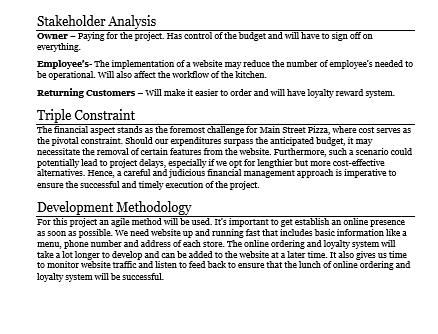 Stakeholder Analysis
Owner – Paying for the project. Has control of the budget and will have to sign off on
everything.
Employee's- The implementation of a website may reduce the number of employee's needed to
be operational. Will also affect the workflow of the kitchen.
Returning Customers – Will make it easier to order and will have loyalty reward system.
Triple Constraint
The financial aspect stands as the foremost challenge for Main Street Pizza, where cost serves as
the pivotal constraint. Should our expenditures surpass the anticipated budget, it may
necessitate the removal of certain features from the website. Furthermore, such a scenario could
potentially lead to project delays, especially if we opt for lengthier but more cost-effective
alternatives. Hence, a careful and judicious financial management approach is imperative to
ensure the successful and timely execution of the project.
Development Methodology
For this project an agile method will be used. It's important to get establish an online presence
as soon as possible. We need website up and running fast that includes basic information like a
menu, phone number and address of each store. The online ordering and loyalty system will
take a lot longer to develop and can be added to the website at a later time. It also gives us time
to monitor website traffic and listen to feed back to ensure that the lunch of online ordering and
loyalty system will be successful.